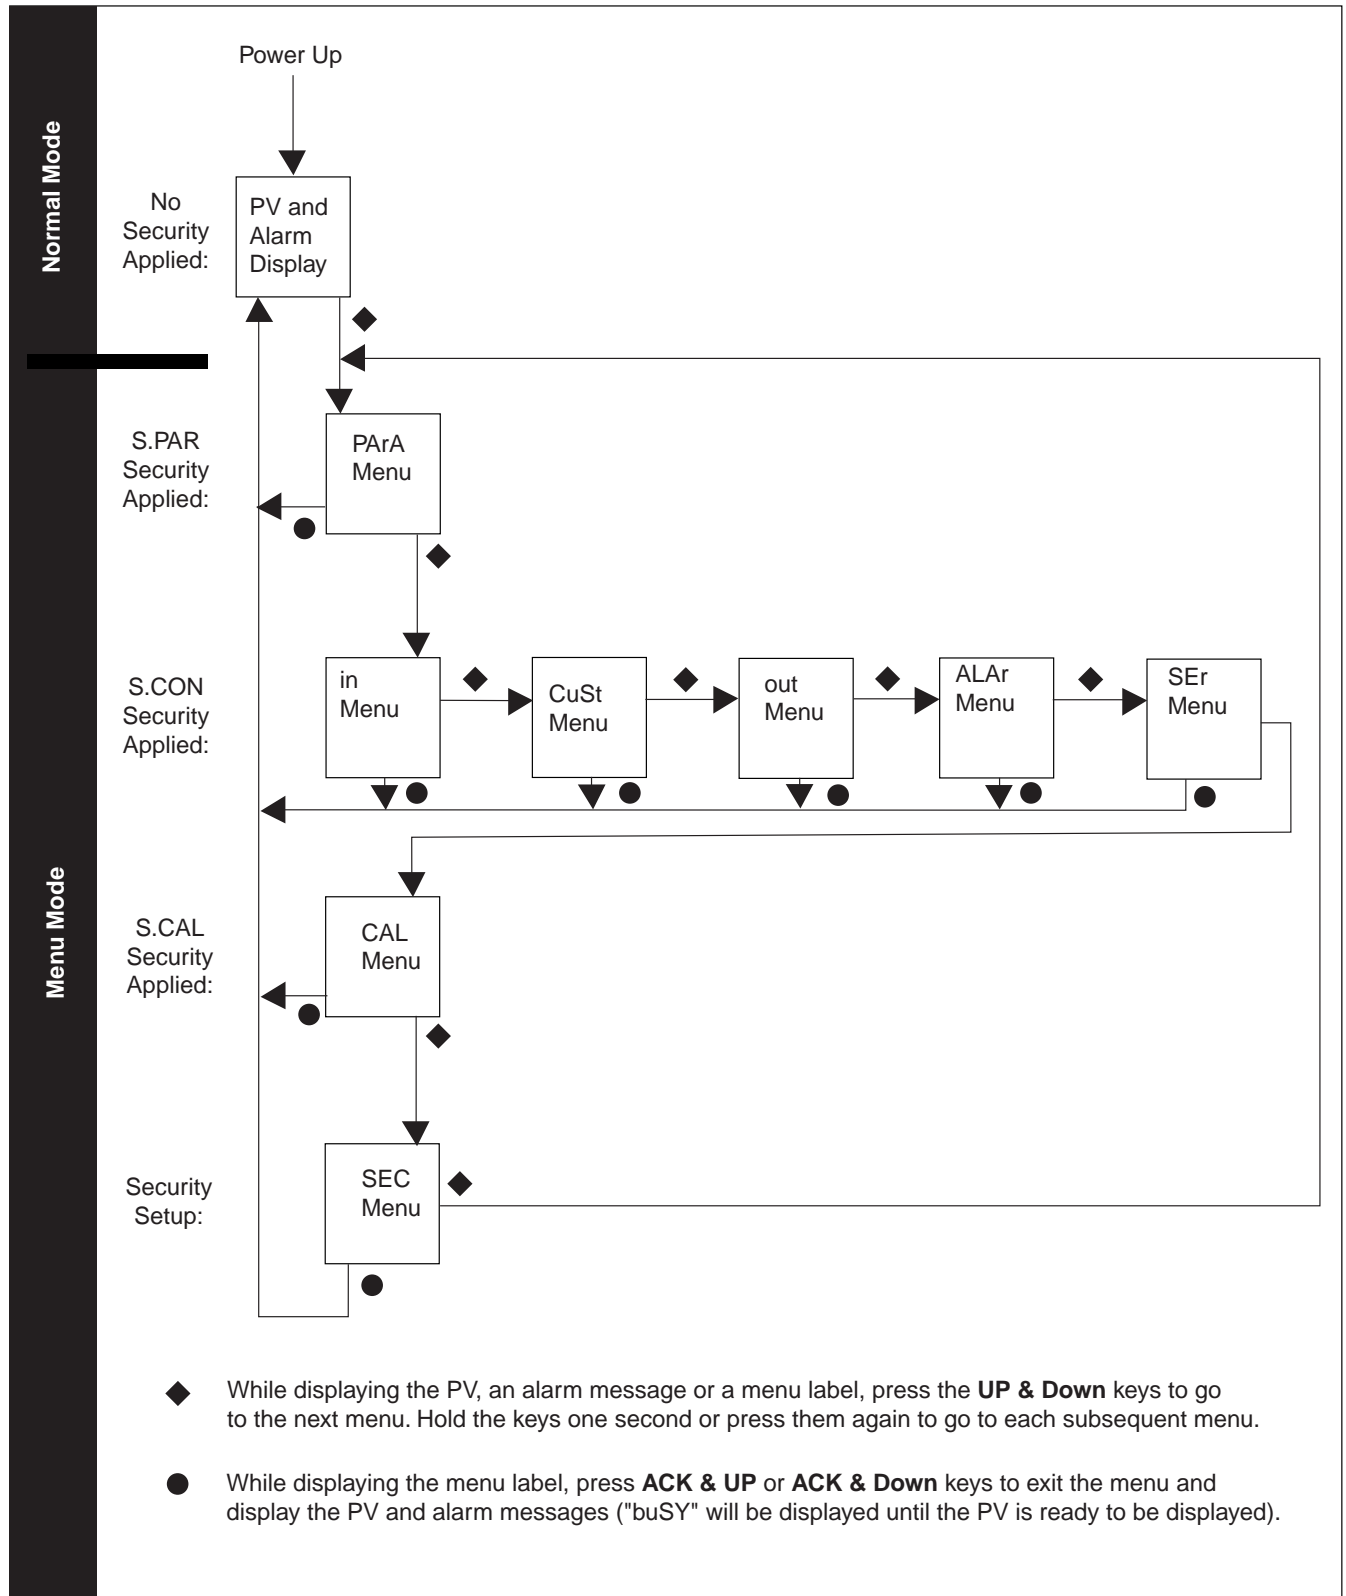 Power Up
Normal Mode
No
Security
Applied:
PV and
Alarm
Display
S.PAR
Security
Applied:
PArA
Menu
S.CON
Security
Applied:
in
Menu
CuSt
Menu
out
Menu
ALAr
Menu
SEr
Menu
Menu Mode
S.CAL
Security
Applied:
CAL
Menu
Security
Setup:
SEC
Menu
While displaying the PV, an alarm message or a menu label, press the UP & Down keys to go
to the next menu. Hold the keys one second or press them again to go to each subsequent menu.
While displaying the menu label, press ACK & UP or ACK & Down keys to exit the menu and
display the PV and alarm messages ("buSY" will be displayed until the PV is ready to be displayed).